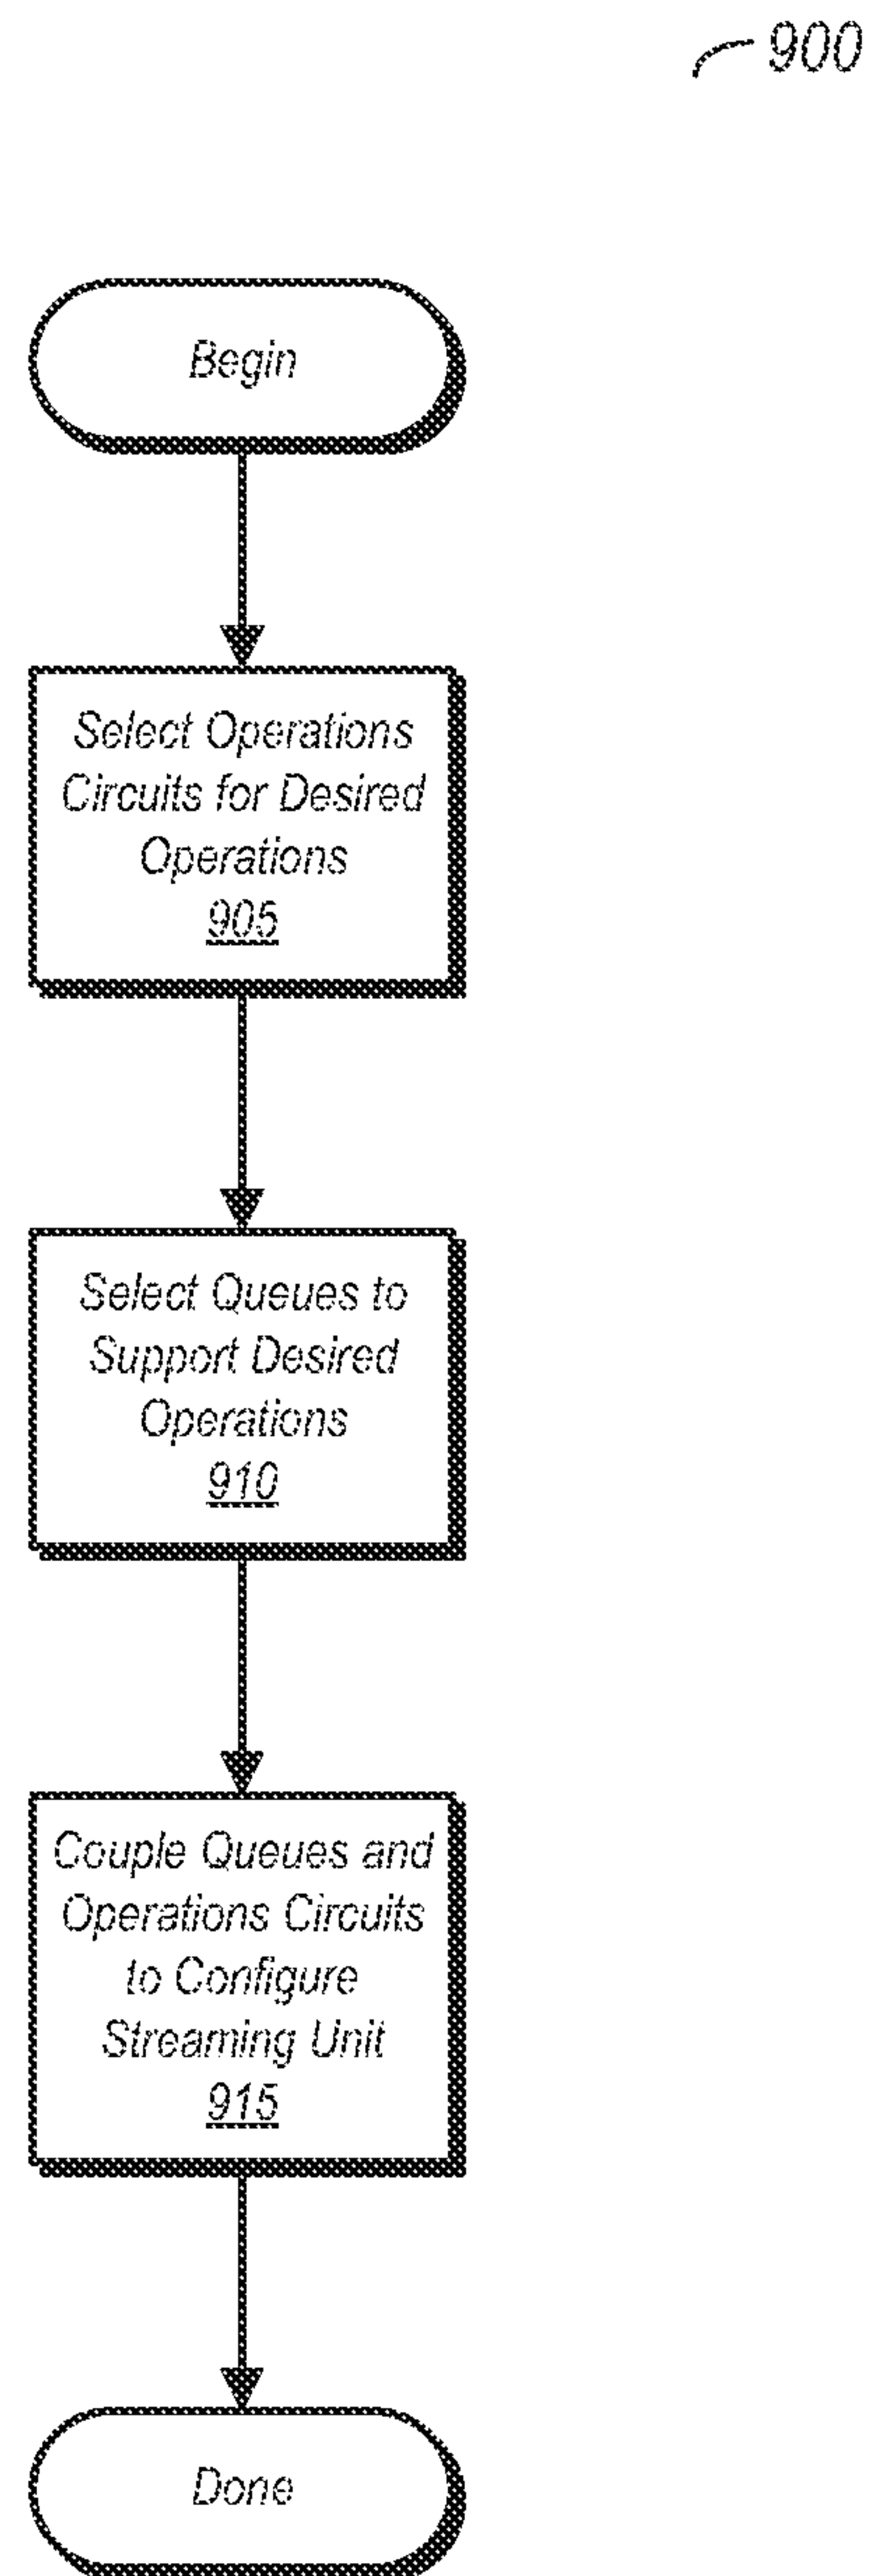 900
Begin
Select Operations
Circuits for Desired
Operations
905
Select Queues to
Support Desired
Operations
910
Couple Queues and
Operations Circuits
to Configure
Streaming Unit
915
Done